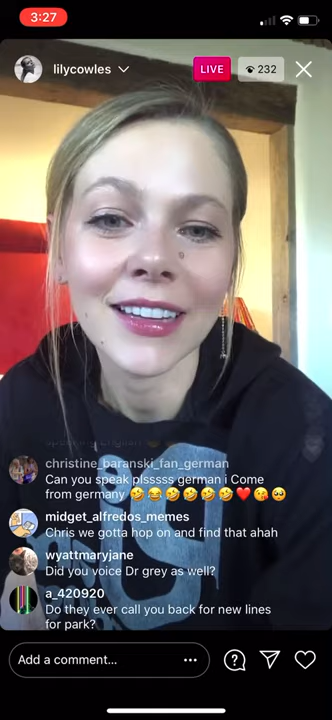 3:27
lilycowles
LIVE
232
speaking English
christine_baranski_fan_german
Can you speak plsssss german i Come
from germany 🤣😂🤣🤣🤣🤣❤️😘🥺
midget_alfredos_memes
Chris we gotta hop on and find that ahah
wyattmaryjane
Did you voice Dr grey as well?
a_420920
Do they ever call you back for new lines
for park?
Add a comment...